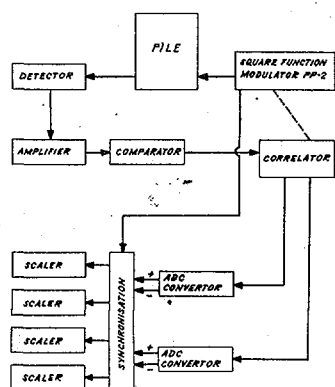 PILE
SQUARE FUNCTION
MODULATOR PP-2
DETECTOR
AMPLIFIER
COMPARATOR
CORRELATOR
SCALER
SCALER
SCALER
SCALER
SYNCHRONISATION
+
-
ADC
CONVERTOR
+
-
ADC
CONVERTOR